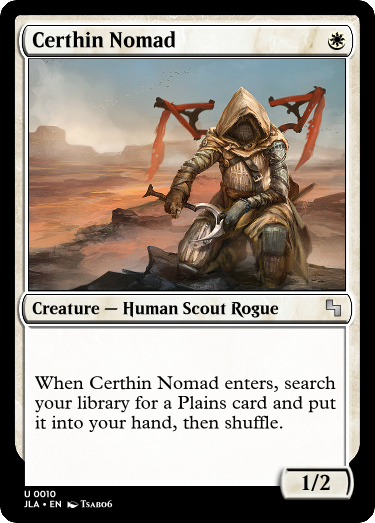 Certhin Nomad
Creature — Human Scout Rogue
When Certhin Nomad enters, search
your library for a Plains card and put
it into your hand, then shuffle.
1/2
U 0010
JLA • EN Tsabo6